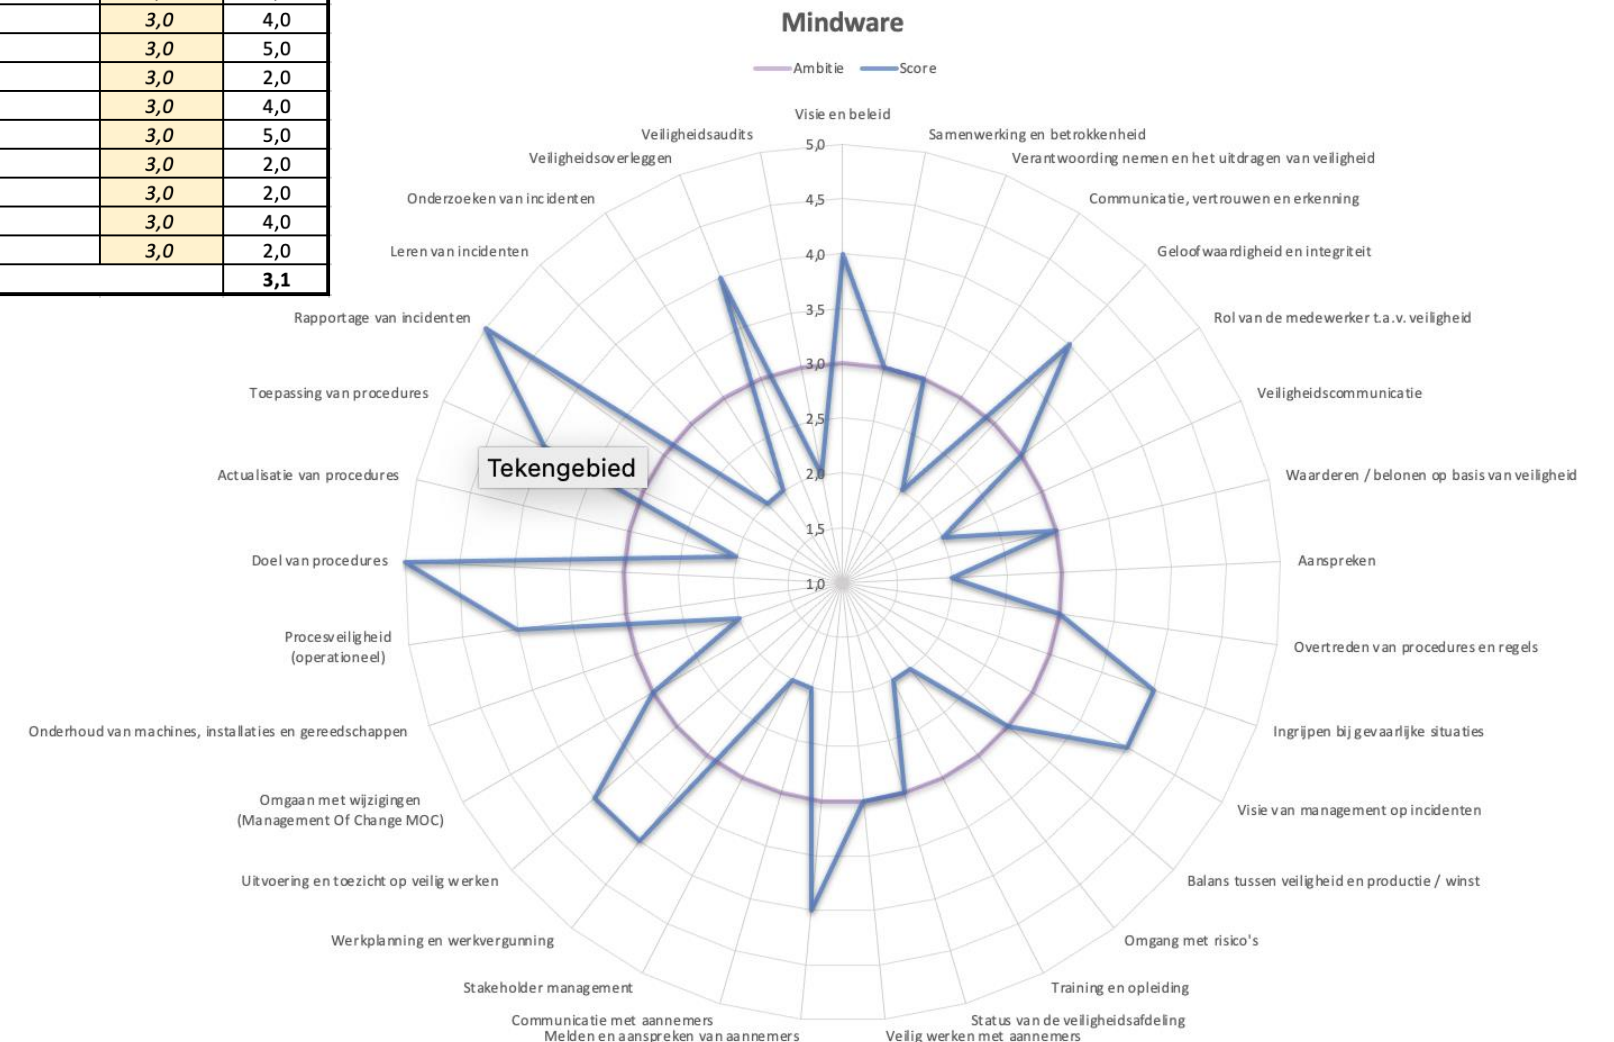 3,0 4,0
3,0 5,0
3,0 2,0
3,0 4,0
3,0 5,0
3,0 2,0
3,0 2,0
3,0 4,0
3,0 2,0
3,1
Mindware
Ambitie Score
Visie en beleid
Samenwerking en betrokkenheid
Verantwoording nemen en het uitdragen van veiligheid
Communicatie, vertrouwen en erkenning
Geloofwaardigheid en integriteit
Rol van de medewerker t.a.v. veiligheid
Veiligheidscommunicatie
Waarderen / belonen op basis van veiligheid
Aanspreken
Overtreden van procedures en regels
Ingrijpen bij gevaarlijke situaties
Visie van management op incidenten
Balans tussen veiligheid en productie / winst
Omgang met risico's
Training en opleiding
Status van de veiligheidsafdeling
Veilig werken met aannemers
Melden en aanspreken van aannemers
Communicatie met aannemers
Stakeholder management
Werkplanning en werkvergunning
Uitvoering en toezicht op veilig werken
Omgaan met wijzigingen
(Management Of Change MOC)
Onderhoud van machines, installaties en gereedschappen
Procesveiligheid
(operationeel)
Doel van procedures
Actualisatie van procedures
Toepassing van procedures
Rapportage van incidenten
Leren van incidenten
Onderzoeken van incidenten
Veiligheidsoverleggen
Veiligheidsaudits
5,0
4,5
4,0
3,5
3,0
2,5
2,0
1,5
1,0
Tekengebied